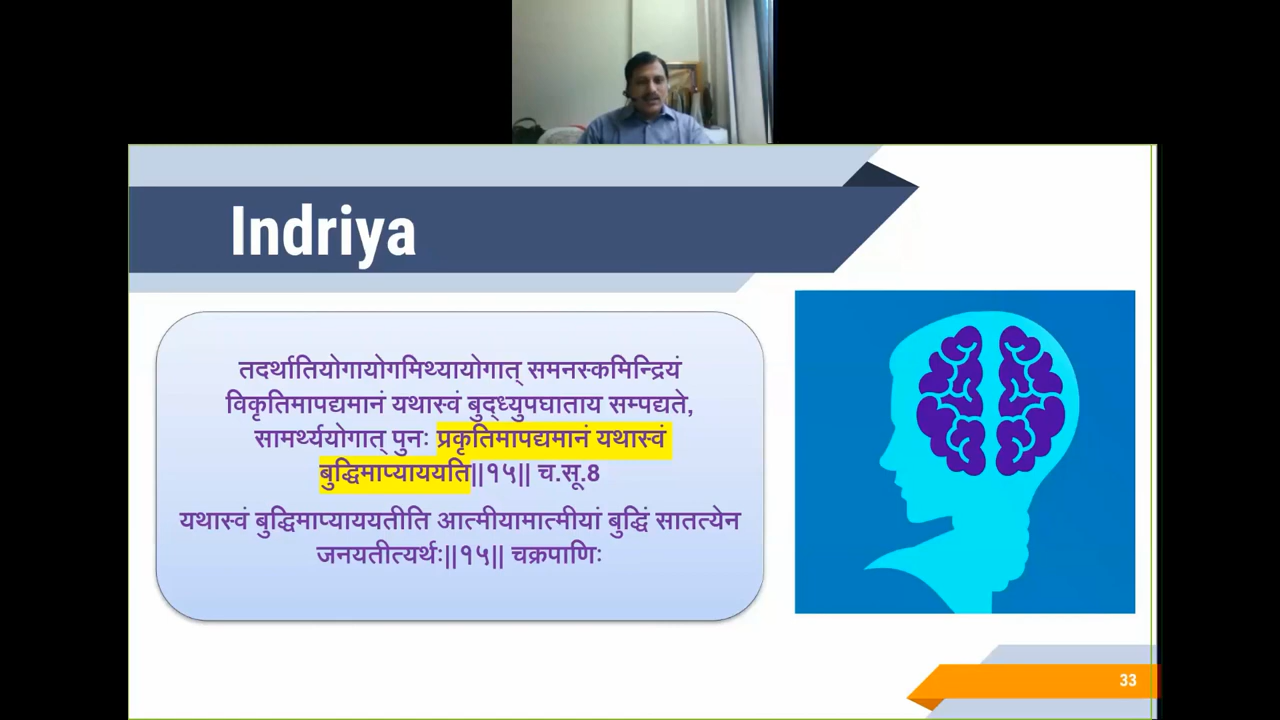 Indriya
तदर्थातियोगायोगमिथ्यायोगात् समनस्कमिन्द्रियं
विकृतिमापद्यमानं यथास्वं बुद्ध्युपघाताय सम्पद्यते,
सामर्थ्ययोगात् पुनः प्रकृतिमापद्यमानं यथास्वं
बुद्धिमाप्याययति||१५|| च.सू.8
यथास्वं बुद्धिमाप्याययतीति आत्मीयामात्मीयां बुद्धिं सातत्येन
जनयतीत्यर्थः||१५|| चक्रपाणिः
33